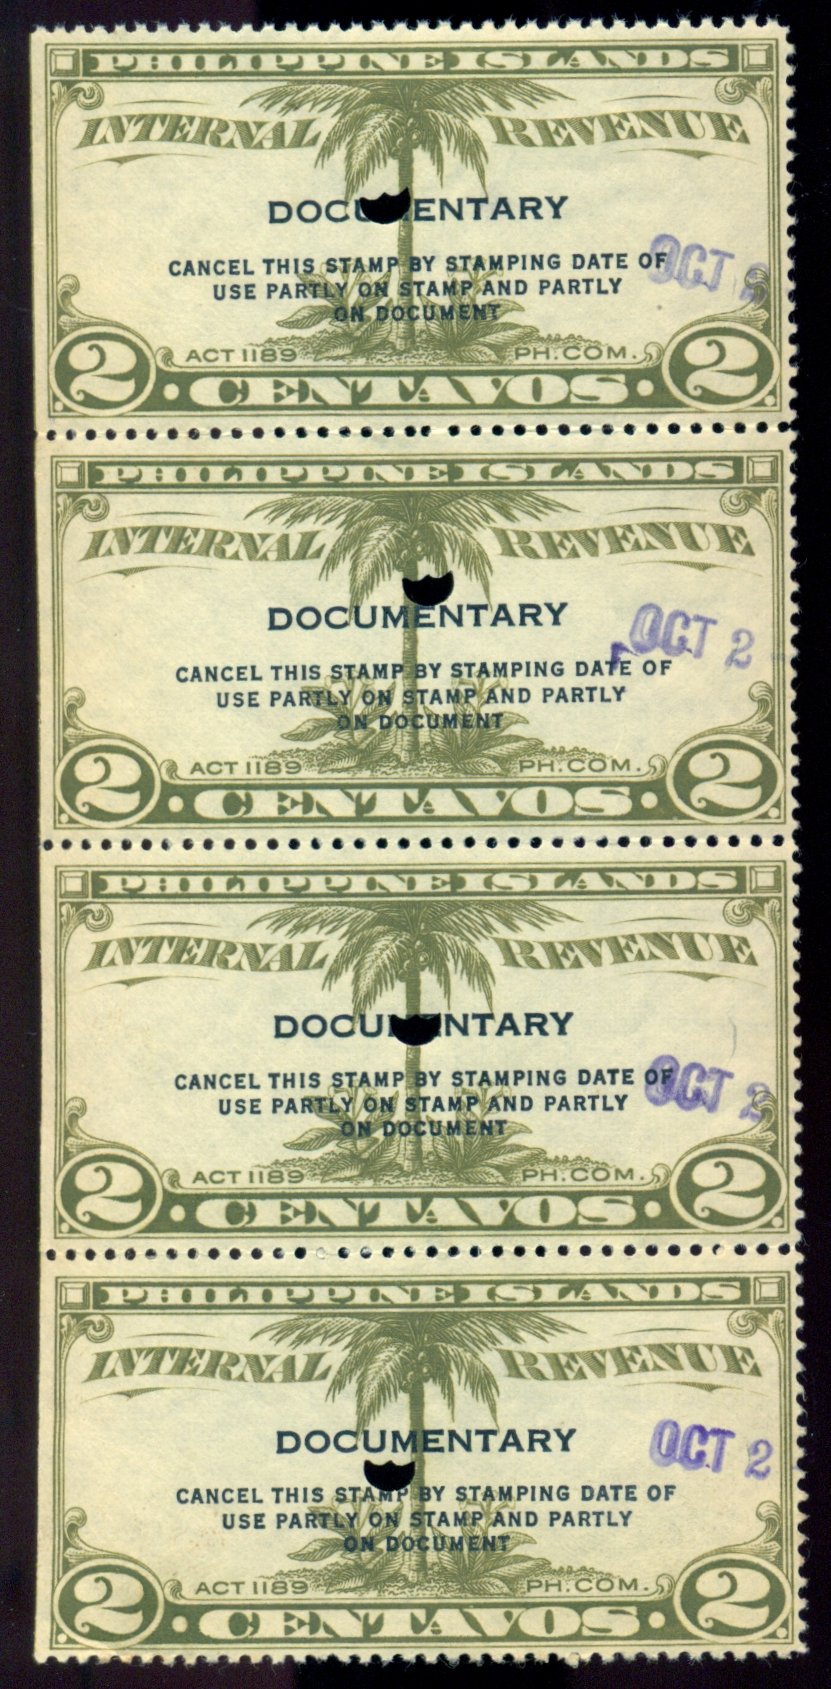 PHILIPPINE ISLANDS
INTERNAL REVENUE
DOCUMENTARY
CANCEL THIS STAMP BY STAMPING DATE OF
USE PARTLY ON STAMP AND PARTLY
ON DOCUMENT
OCT 2
ACT 1189 PH. COM.
2 · CENTAVOS · 2
PHILIPPINE ISLANDS
INTERNAL REVENUE
DOCUMENTARY
CANCEL THIS STAMP BY STAMPING DATE OF
USE PARTLY ON STAMP AND PARTLY
ON DOCUMENT
OCT 2
ACT 1189 PH. COM.
2 · CENTAVOS · 2
PHILIPPINE ISLANDS
INTERNAL REVENUE
DOCUMENTARY
CANCEL THIS STAMP BY STAMPING DATE OF
USE PARTLY ON STAMP AND PARTLY
ON DOCUMENT
OCT 2
ACT 1189 PH. COM.
2 · CENTAVOS · 2
PHILIPPINE ISLANDS
INTERNAL REVENUE
DOCUMENTARY
CANCEL THIS STAMP BY STAMPING DATE OF
USE PARTLY ON STAMP AND PARTLY
ON DOCUMENT
OCT 2
ACT 1189 PH. COM.
2 · CENTAVOS · 2